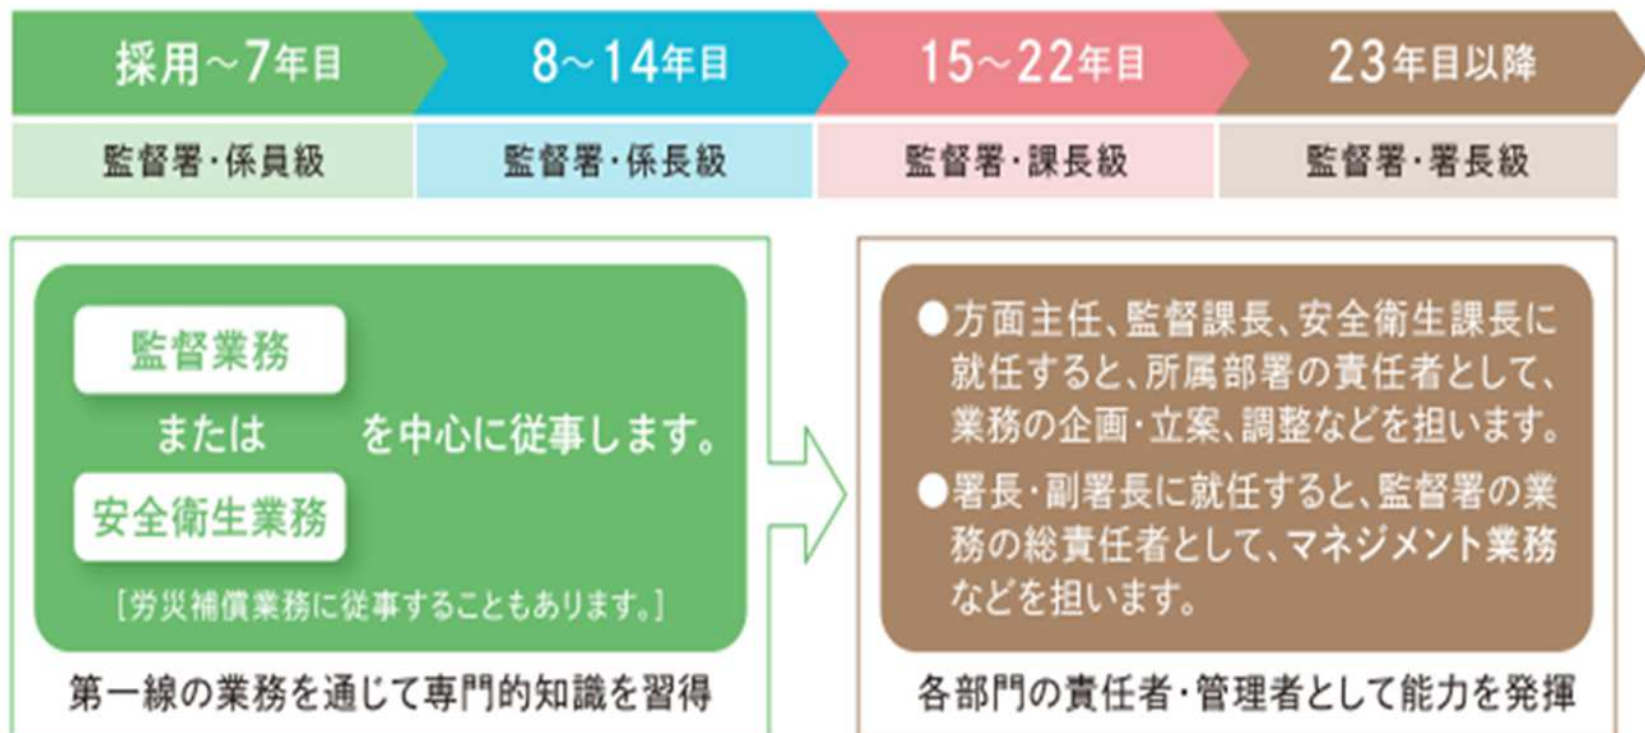 採用～7年目
8～14年目
15～22年目
23年目以降
監督署・係員級
監督署・係長級
監督署・課長級
監督署・署長級
監督業務
または
安全衛生業務
を中心に従事します。
［労災補償業務に従事することもあります。］
第一線の業務を通じて専門的知識を習得
●方面主任、監督課長、安全衛生課長に
就任すると、所属部署の責任者として、
業務の企画・立案、調整などを担います。
●署長・副署長に就任すると、監督署の業
務の総責任者として、マネジメント業務
などを担います。
各部門の責任者・管理者として能力を発揮